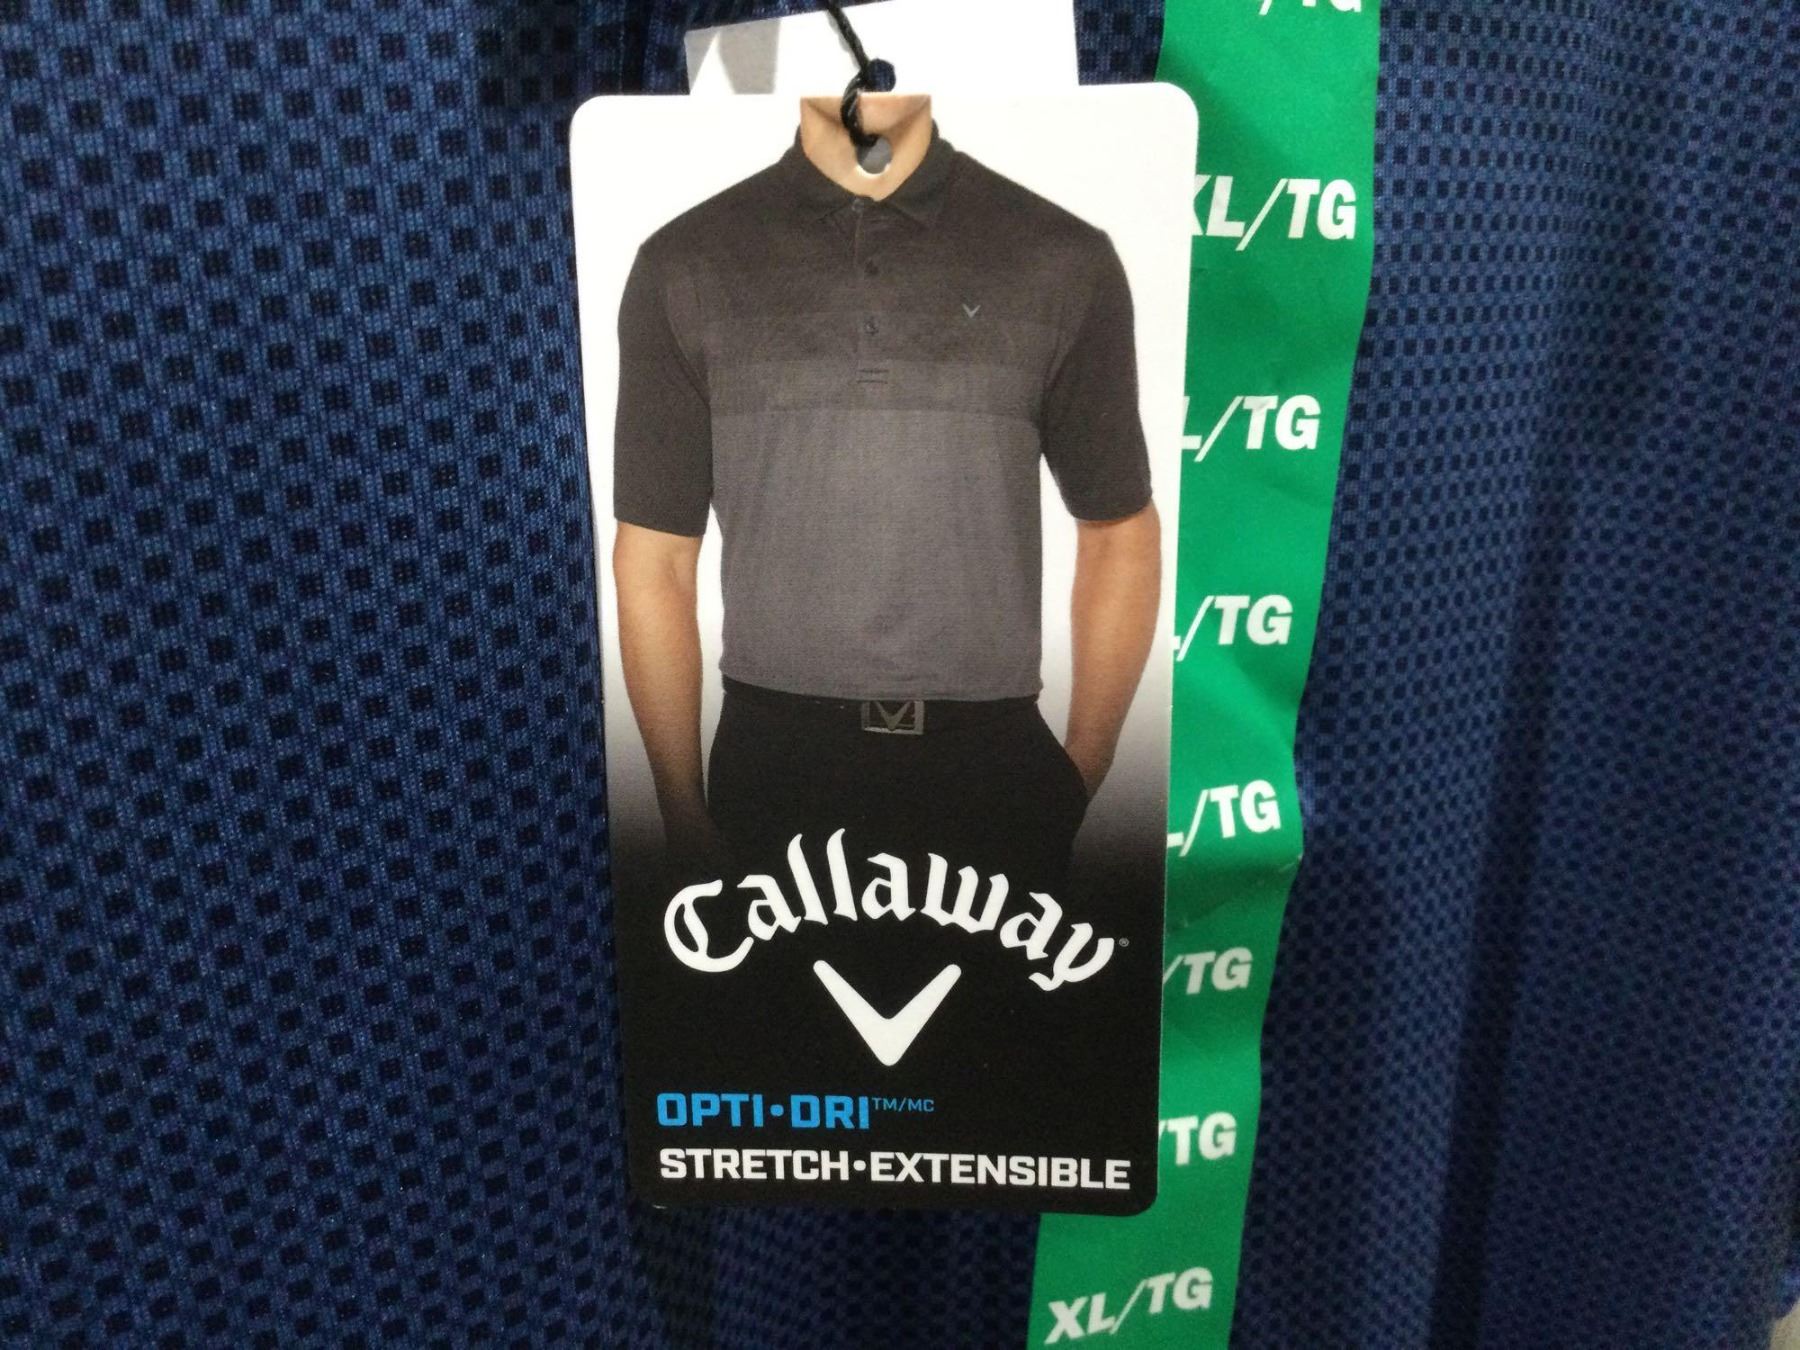 XL/TG
L/TG
/TG
/TG
/TG
TG
XL/TG
Callaway®
OPTI•DRI™/MC
STRETCH•EXTENSIBLE